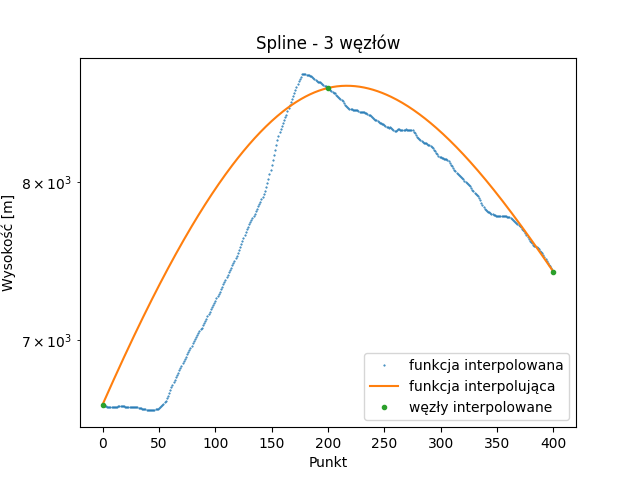 Spline - 3 węzłów
Wysokość [m]
8 × 10³
7 × 10³
funkcja interpolowana
funkcja interpolująca
węzły interpolowane
0 50 100 150 200 250 300 350 400
Punkt